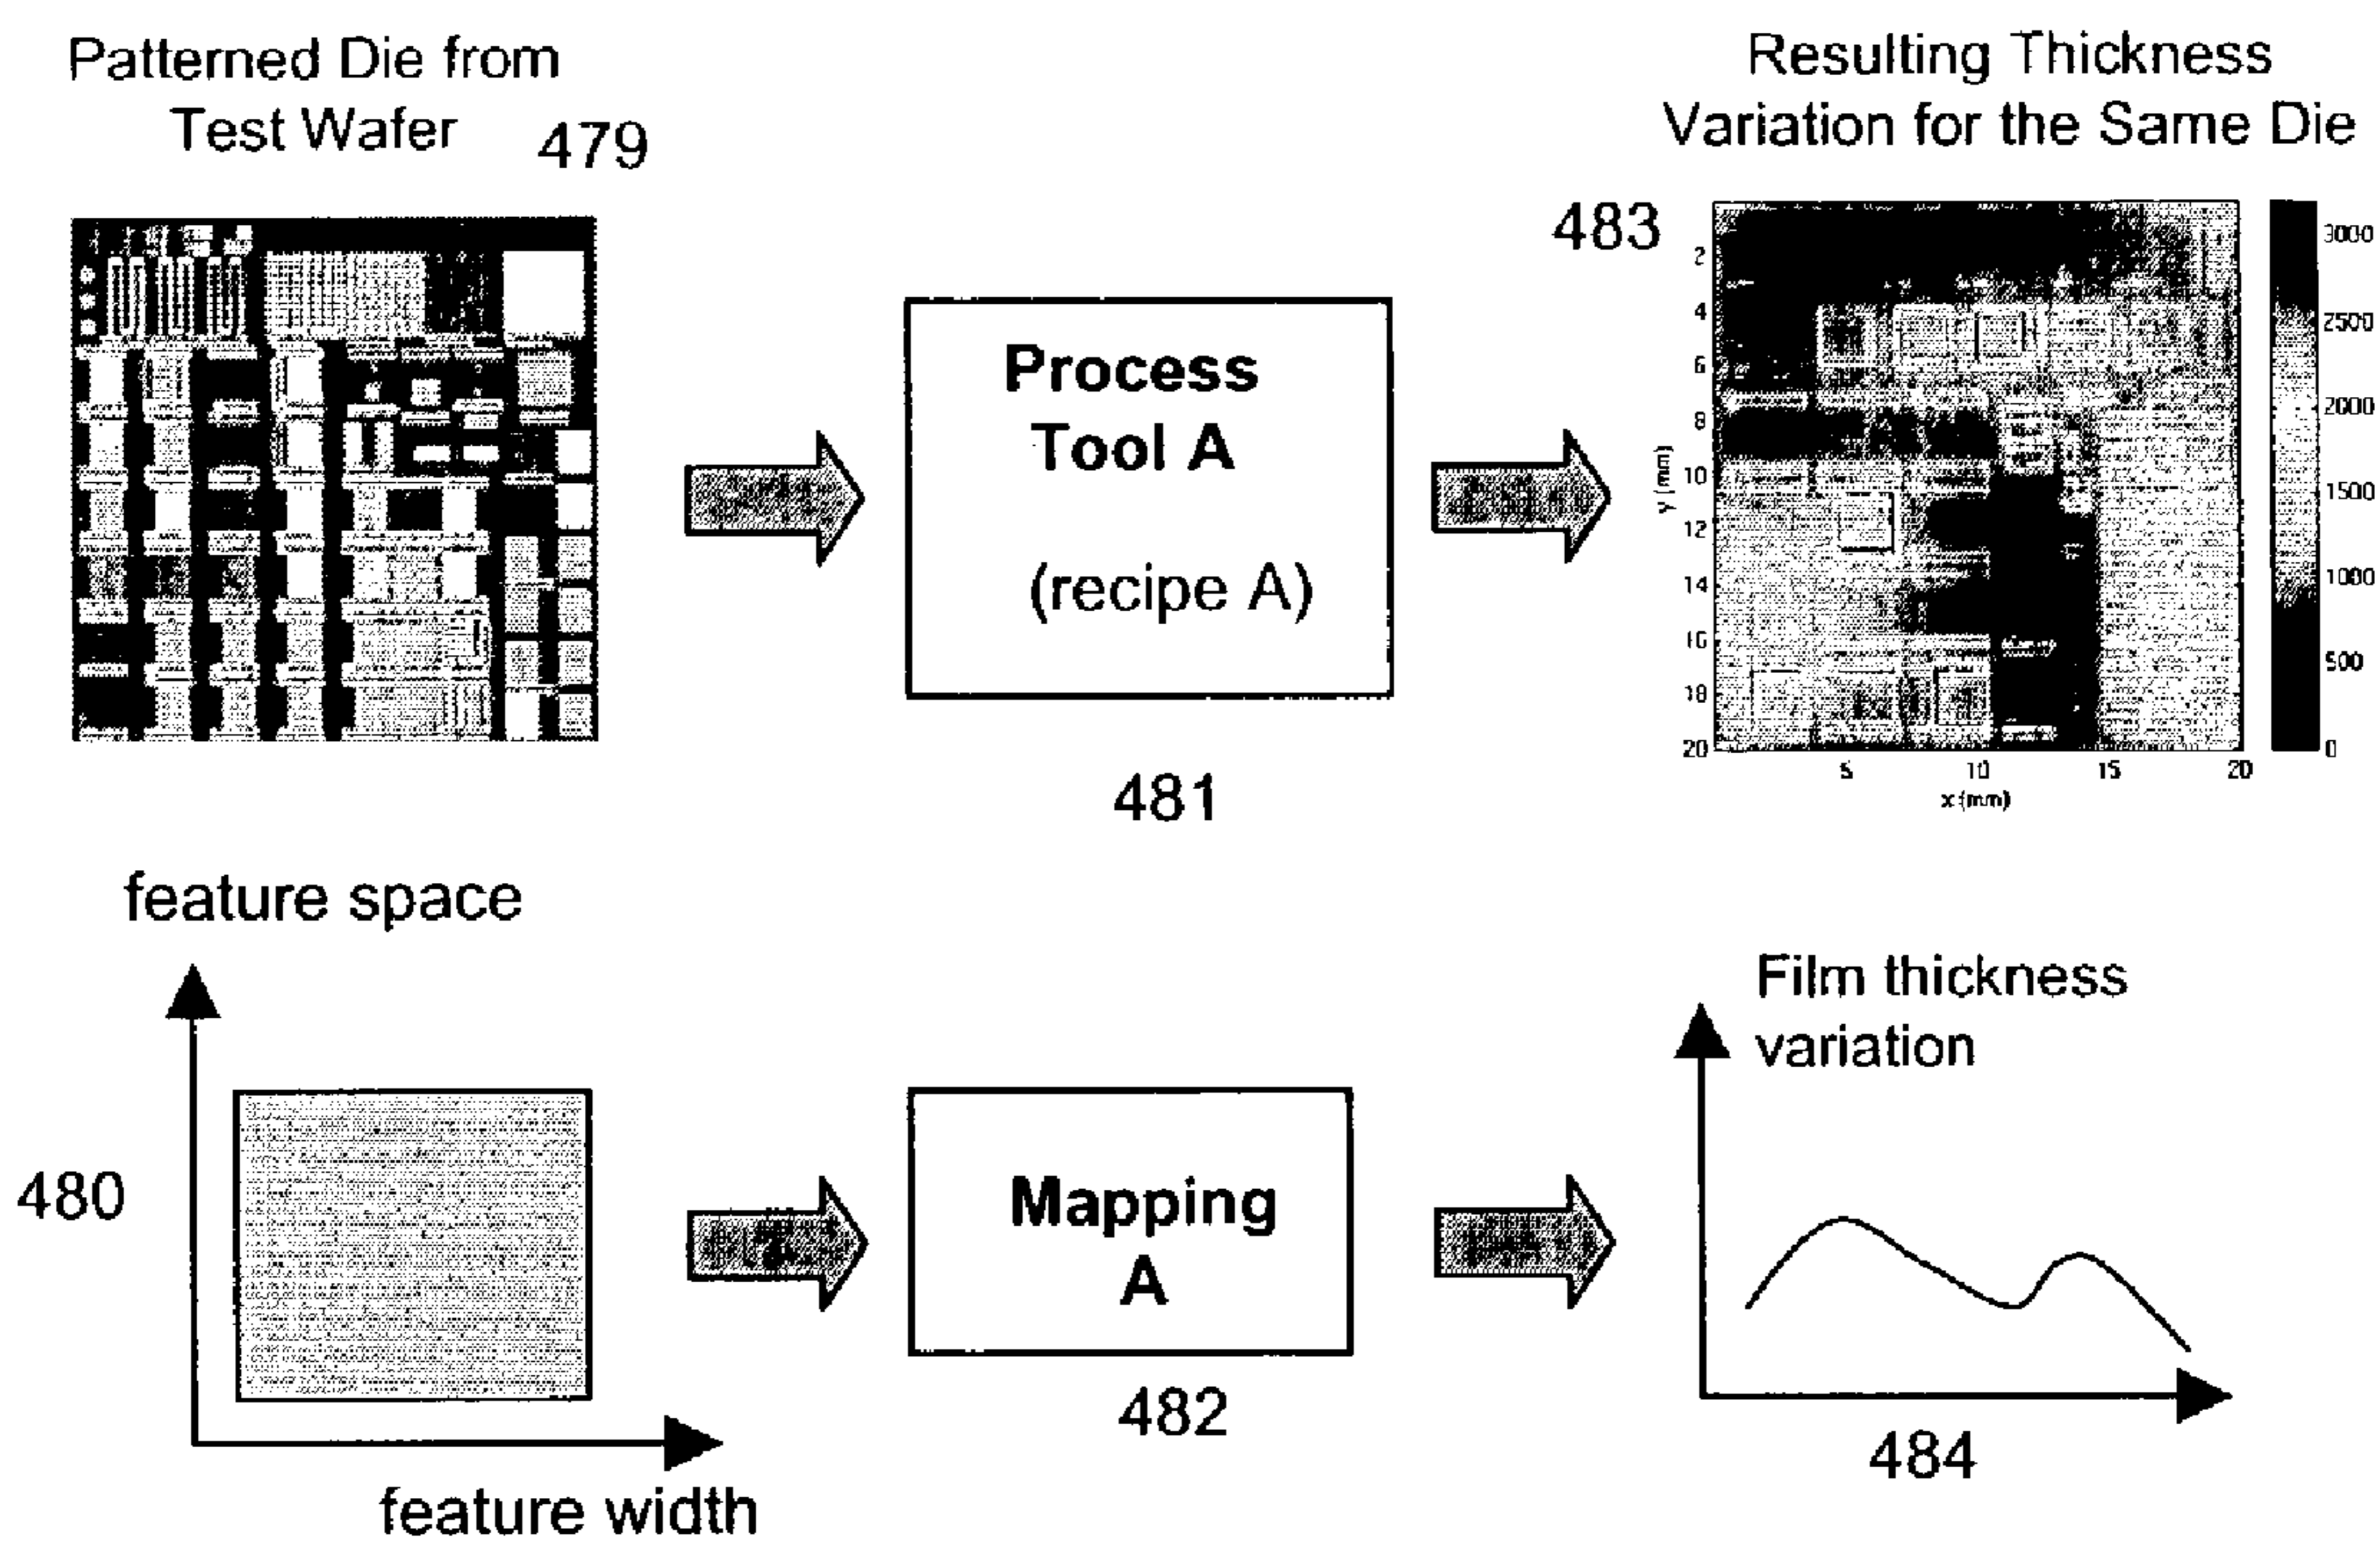 Patterned Die from
Test Wafer
479
Resulting Thickness
Variation for the Same Die
483
Process
Tool A
(recipe A)
481
2
4
6
8
10
12
14
16
18
20
y (mm)
5
10
15
20
x (mm)
3000
2500
2000
1500
1000
500
0
feature space
480
feature width
Mapping
A
482
Film thickness
variation
484